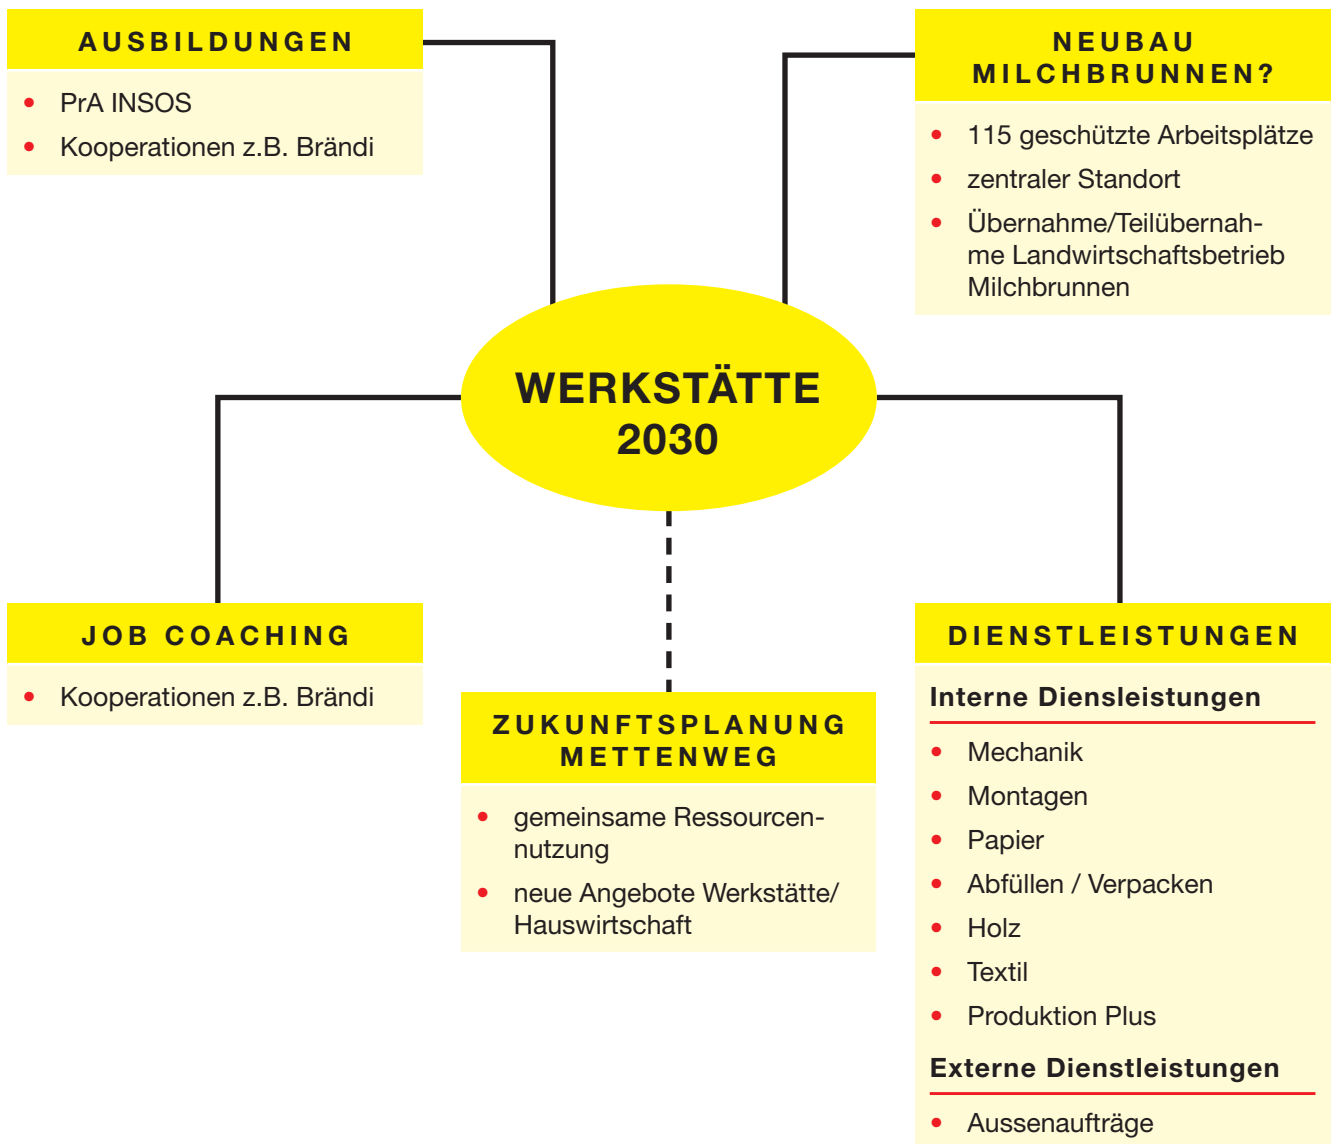 AUSBILDUNGEN
• PrA INSOS
• Kooperationen z.B. Brändi
NEUBAU
MILCHBRUNNEN?
• 115 geschützte Arbeitsplätze
• zentraler Standort
• Übernahme/Teilübernah-
me Landwirtschaftsbetrieb
Milchbrunnen
WERKSTÄTTE
2030
JOB COACHING
• Kooperationen z.B. Brändi
ZUKUNFTSPLANUNG
METTENWEG
• gemeinsame Ressourcen-
nutzung
• neue Angebote Werkstätte/
Hauswirtschaft
DIENSTLEISTUNGEN
Interne Diensleistungen
• Mechanik
• Montagen
• Papier
• Abfüllen / Verpacken
• Holz
• Textil
• Produktion Plus
Externe Dienstleistungen
• Aussenaufträge